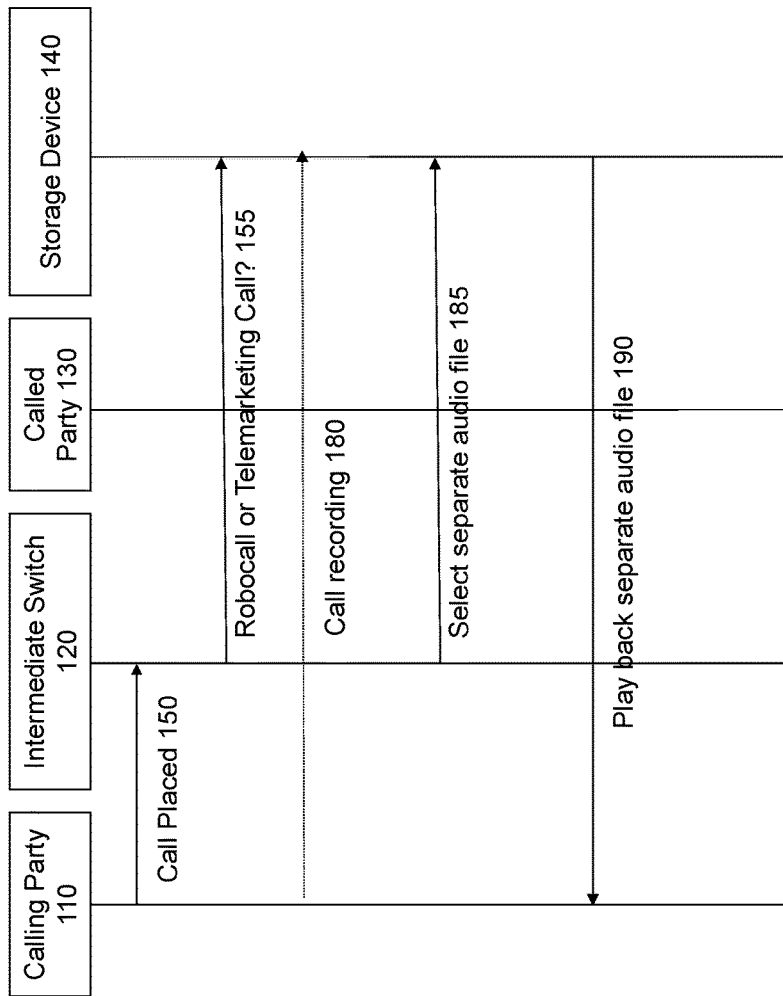 Calling Party
110
Intermediate Switch
120
Called
Party 130
Storage Device 140
Call Placed 150
Robocall or Telemarketing Call? 155
Call recording 180
Select separate audio file 185
Play back separate audio file 190